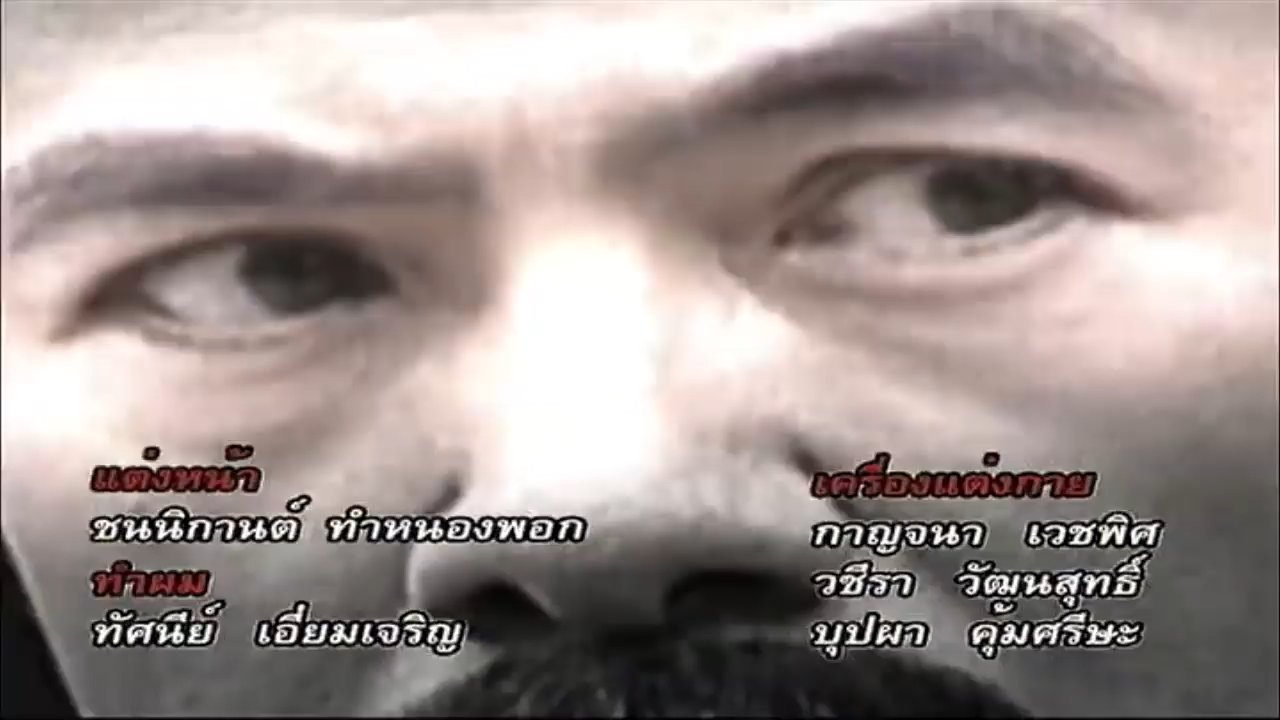 แต่งหน้า
ชนนิกานต์ ทำหนองพอก
ทำผม
ทัศนีย์ เอี่ยมเจริญ
เครื่องแต่งกาย
กาญจนา เวชพิศ
วชิรา วัฒนสุทธิ์
บุปผา คุ้มศรีษะ